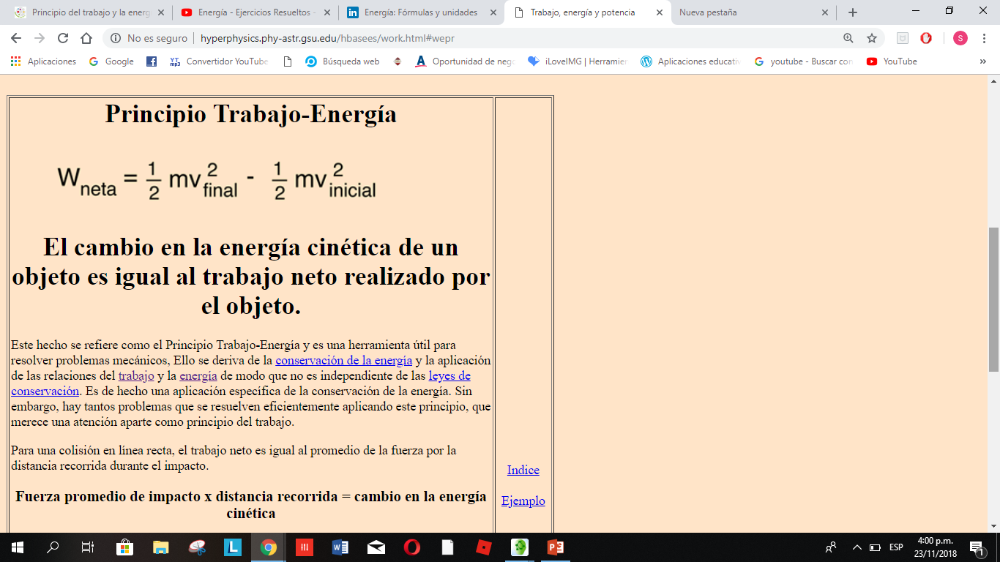 Principio del trabajo y la energ
Energía - Ejercicios Resueltos -
Energía: Fórmulas y unidades
Trabajo, energía y potencia
Nueva pestaña
No es seguro | hyperphysics.phy-astr.gsu.edu/hbasees/work.html#wepr
S
Aplicaciones
Google
YT mp3 Convertidor YouTube
Búsqueda web
Oportunidad de nego
iLoveIMG | Herramien
Aplicaciones educativ
youtube - Buscar con
YouTube
»
Principio Trabajo-Energía
W neta = 1/2 mv² final - 1/2 mv² inicial
El cambio en la energía cinética de un
objeto es igual al trabajo neto realizado por
el objeto.
Este hecho se refiere como el Principio Trabajo-Energía y es una herramienta útil para
resolver problemas mecánicos, Ello se deriva de la conservación de la energía y la aplicación
de las relaciones del trabajo y la energía de modo que no es independiente de las leyes de
conservación. Es de hecho una aplicación específica de la conservación de la energía. Sin
embargo, hay tantos problemas que se resuelven eficientemente aplicando este principio, que
merece una atención aparte como principio del trabajo.
Para una colisión en línea recta, el trabajo neto es igual al promedio de la fuerza por la
distancia recorrida durante el impacto.
Fuerza promedio de impacto x distancia recorrida = cambio en la energía
cinética
Indice
Ejemplo
ESP
4:00 p.m.
23/11/2018
1